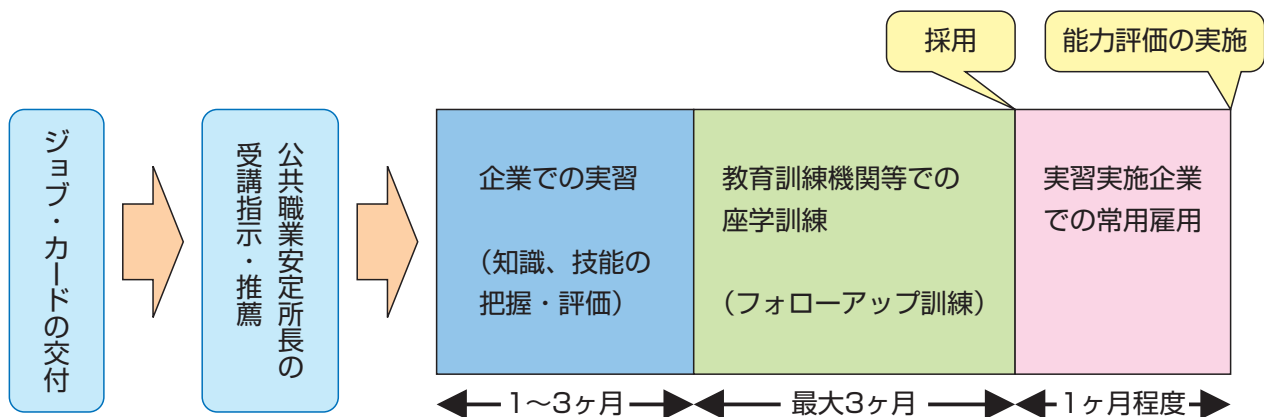 採用
能力評価の実施
ジョブ・カードの交付
公共職業安定所長の
受講指示・推薦
企業での実習
（知識、技能の
把握・評価）
教育訓練機関等での
座学訓練
（フォローアップ訓練）
実習実施企業
での常用雇用
1～3ヶ月
最大3ヶ月
1ヶ月程度